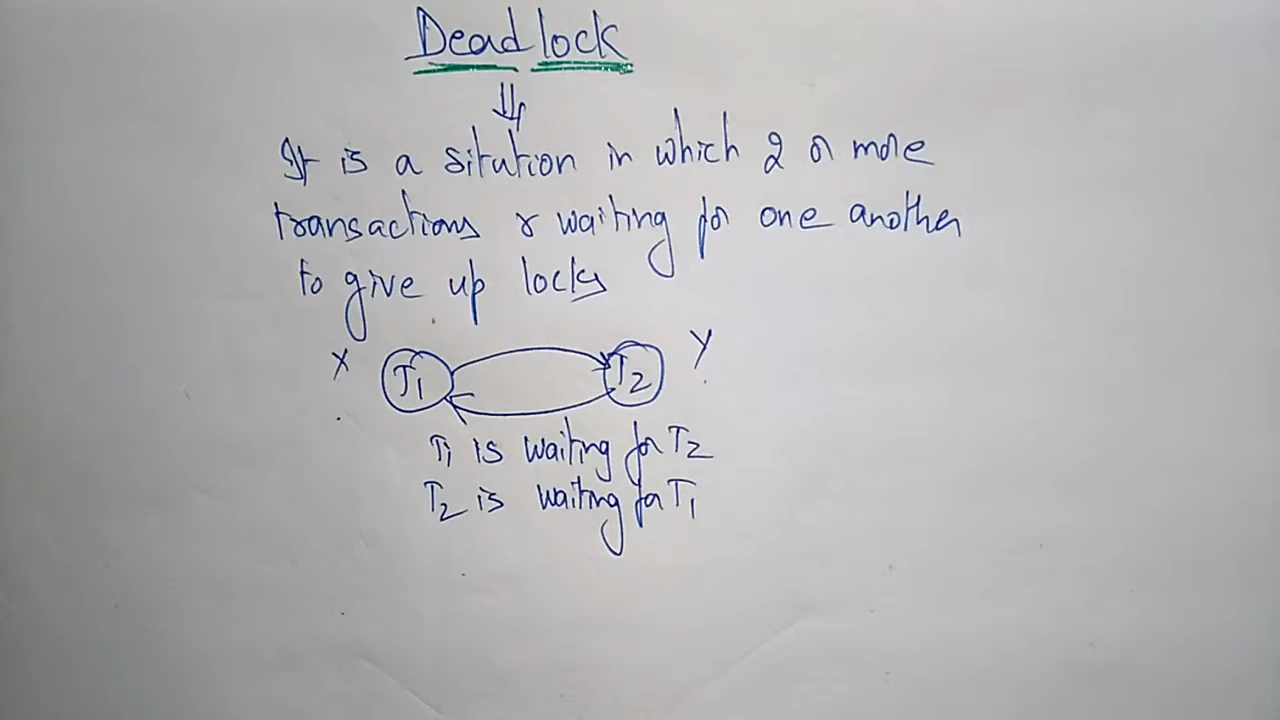 Deadlock
It is a sitution in which 2 or more
transactions r waiting for one another
to give up locks
X T1 T2 Y
T1 is waiting for T2
T2 is waiting for T1